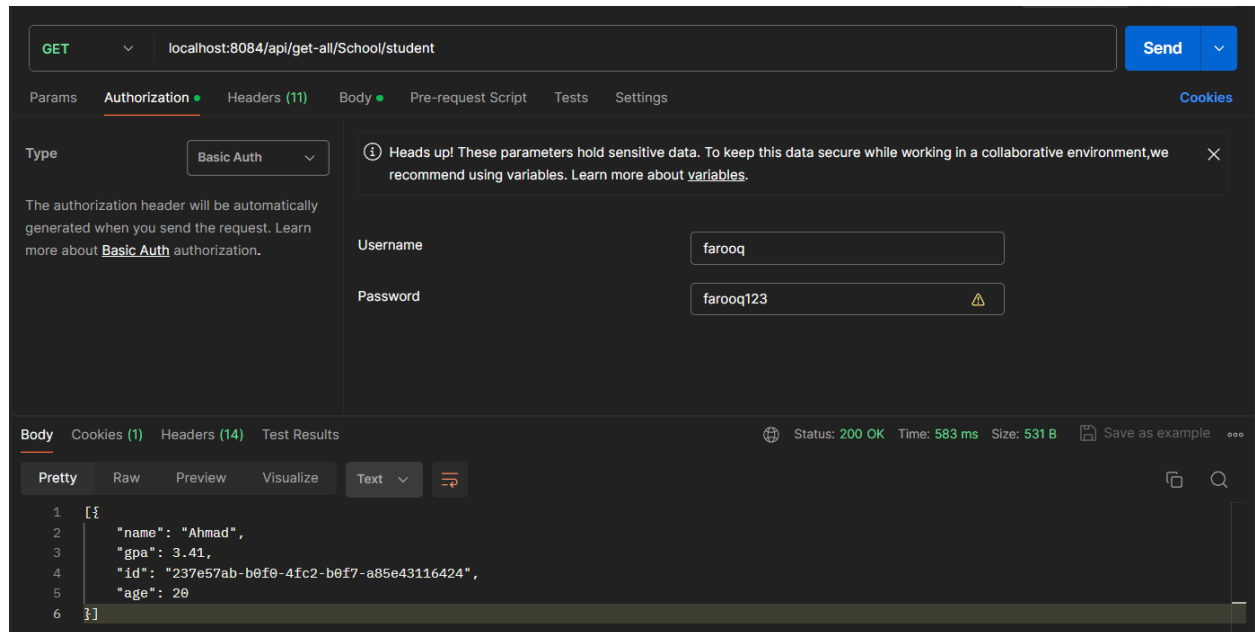 GET localhost:8084/api/get-all/School/student Send
Params Authorization Headers (11) Body Pre-request Script Tests Settings Cookies
Type Basic Auth
The authorization header will be automatically
generated when you send the request. Learn
more about Basic Auth authorization.
Heads up! These parameters hold sensitive data. To keep this data secure while working in a collaborative environment,we
recommend using variables. Learn more about variables.
Username farooq
Password farooq123
Body Cookies (1) Headers (14) Test Results Status: 200 OK Time: 583 ms Size: 531 B Save as example
Pretty Raw Preview Visualize Text
1 [{
2 "name": "Ahmad",
3 "gpa": 3.41,
4 "id": "237e57ab-b0f0-4fc2-b0f7-a85e43116424",
5 "age": 20
6 }]